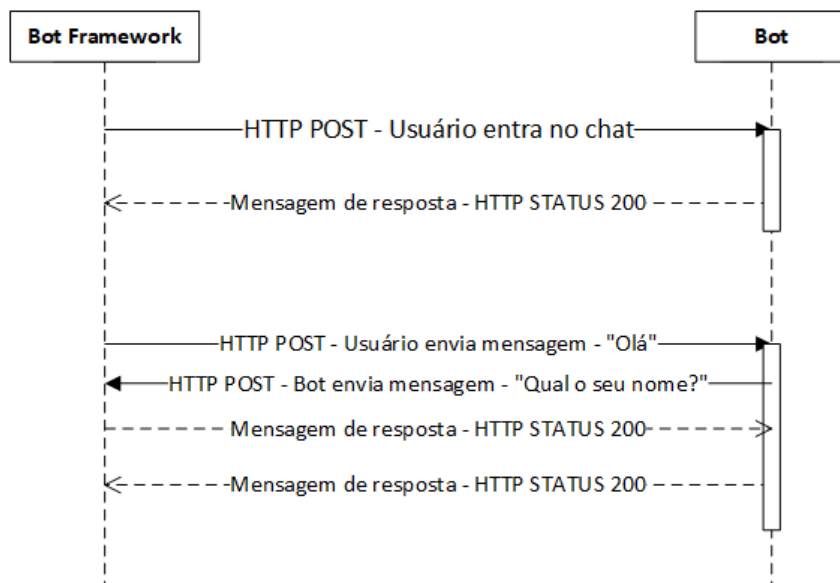 Bot Framework
Bot
HTTP POST - Usuário entra no chat
Mensagem de resposta - HTTP STATUS 200
HTTP POST - Usuário envia mensagem - "Olá"
HTTP POST - Bot envia mensagem - "Qual o seu nome?"
Mensagem de resposta - HTTP STATUS 200
Mensagem de resposta - HTTP STATUS 200